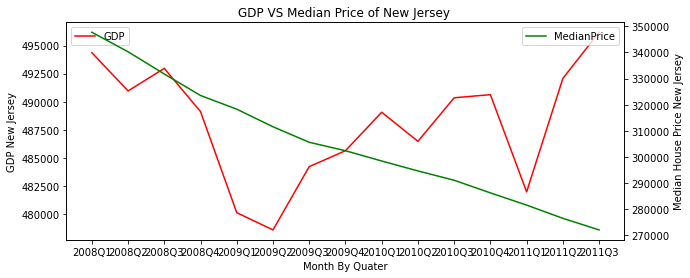 GDP VS Median Price of New Jersey
GDP
MedianPrice
495000
492500
490000
487500
485000
482500
480000
GDP New Jersey
350000
340000
330000
320000
310000
300000
290000
280000
270000
Median House Price New Jersey
2008Q1 2008Q2 2008Q3 2008Q4 2009Q1 2009Q2 2009Q3 2009Q4 2010Q1 2010Q2 2010Q3 2010Q4 2011Q1 2011Q2 2011Q3
Month By Quater